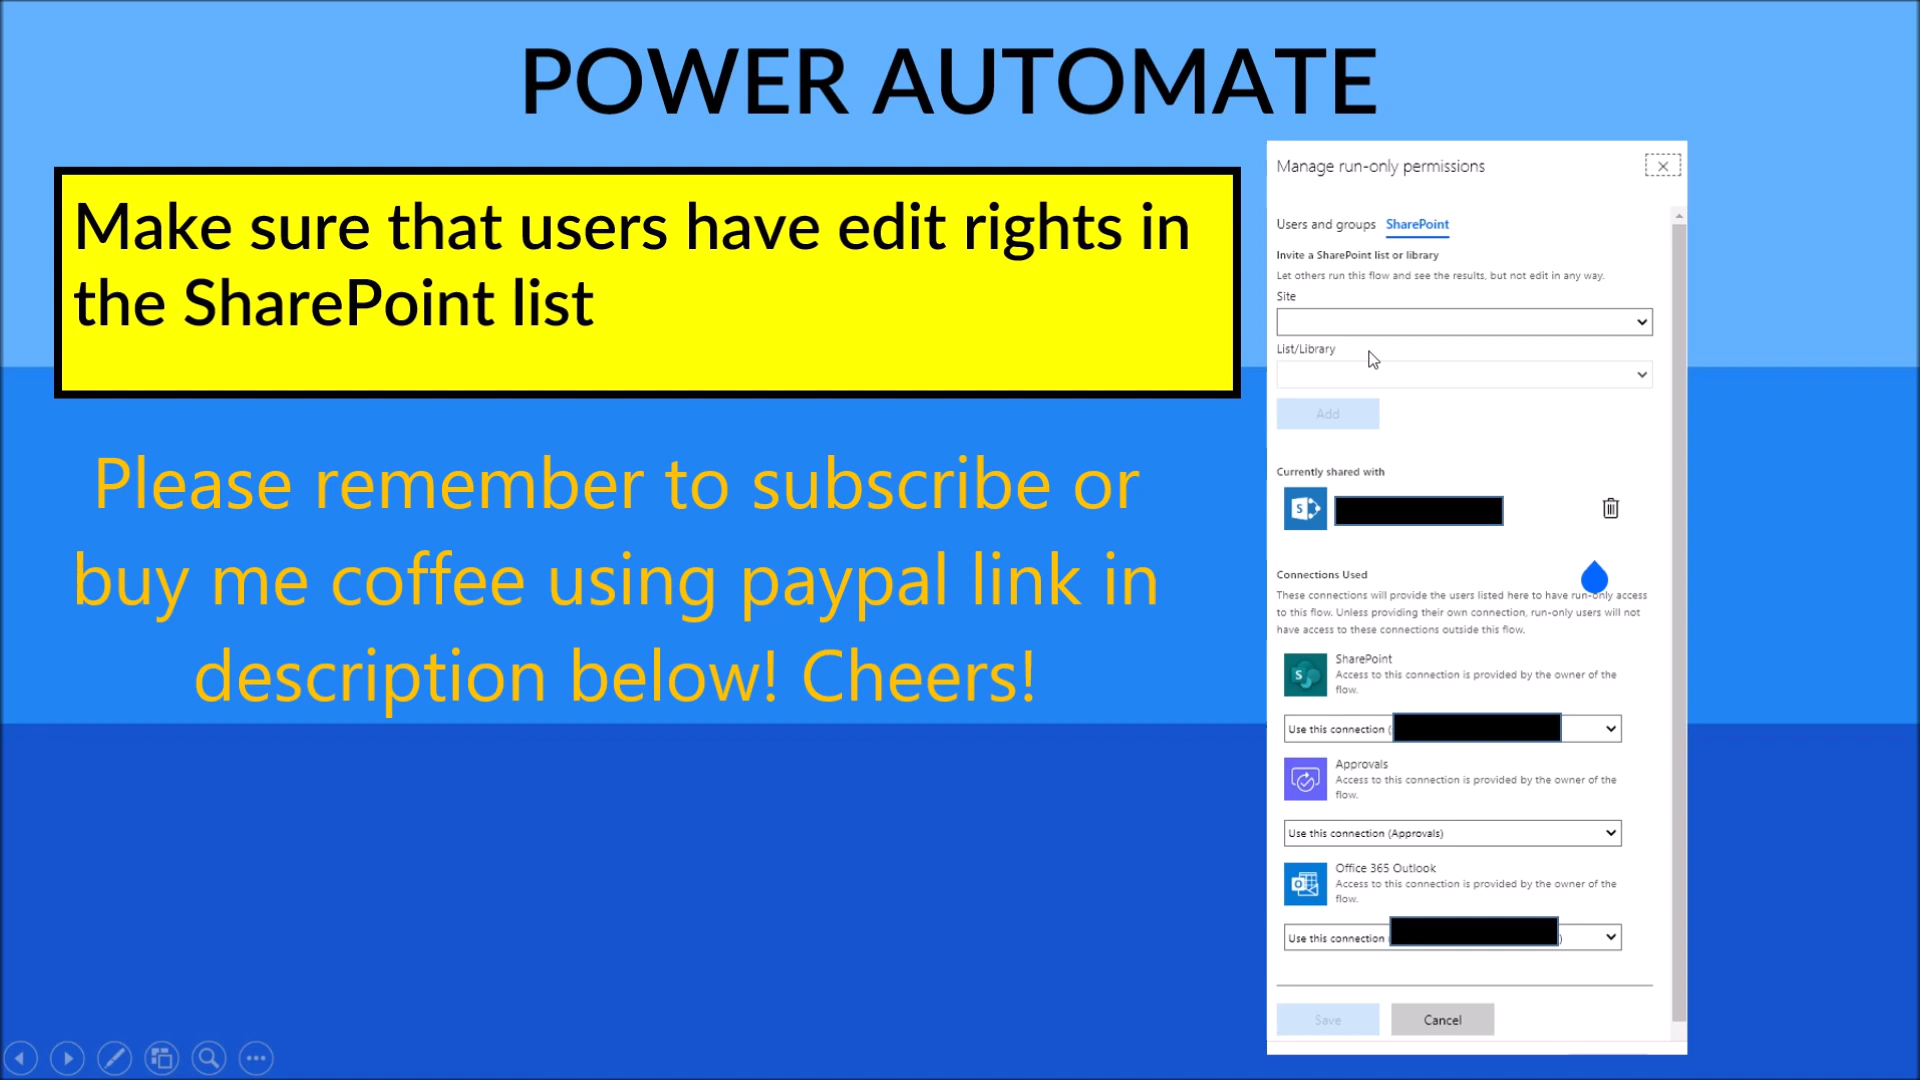 POWER AUTOMATE
Make sure that users have edit rights in
the SharePoint list
Please remember to subscribe or
buy me coffee using paypal link in
description below! Cheers!
Manage run-only permissions
Users and groups SharePoint
Invite a SharePoint list or library
Let others run this flow and see the results, but not edit in any way.
Site
List/Library
Add
Currently shared with
S
Connections Used
These connections will provide the users listed here to have run-only access
to this flow. Unless providing their own connection, run-only users will not
have access to these connections outside this flow.
SharePoint
S
Access to this connection is provided by the owner of the
flow.
Use this connection (
Approvals
Access to this connection is provided by the owner of the
flow.
Use this connection (Approvals)
Office 365 Outlook
O
Access to this connection is provided by the owner of the
flow.
Use this connection )
Save Cancel